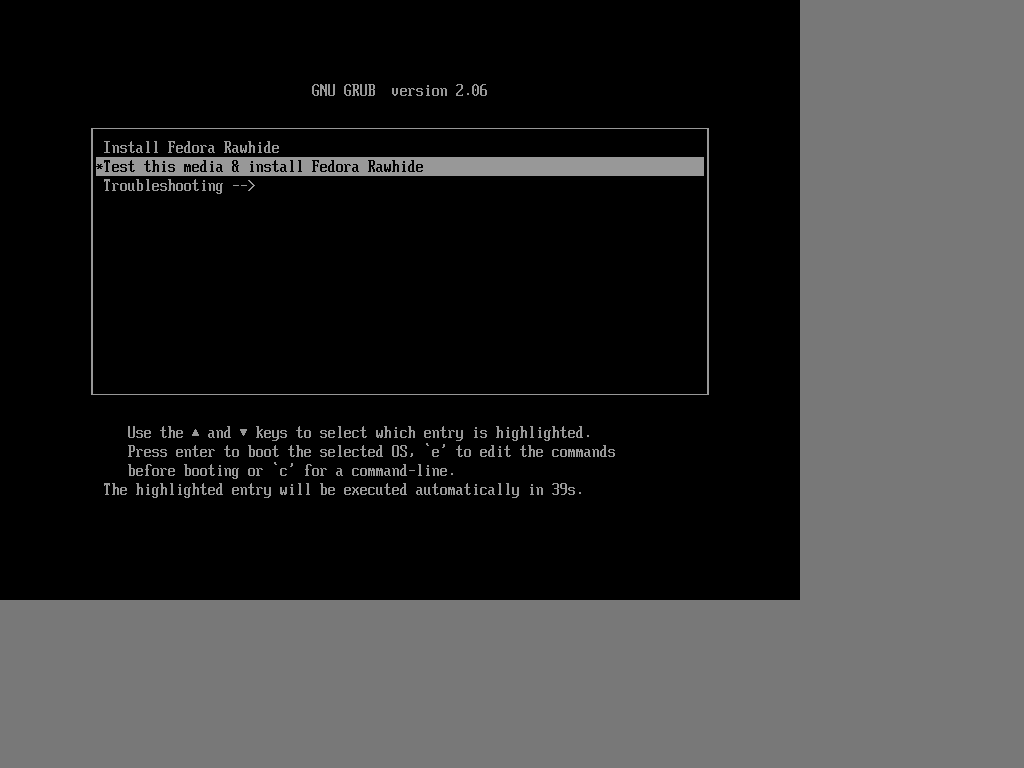 GNU GRUB  version 2.06
Install Fedora Rawhide
*Test this media & install Fedora Rawhide
Troubleshooting -->
Use the ▲ and ▼ keys to select which entry is highlighted.
Press enter to boot the selected OS, `e' to edit the commands
before booting or `c' for a command-line.
The highlighted entry will be executed automatically in 39s.